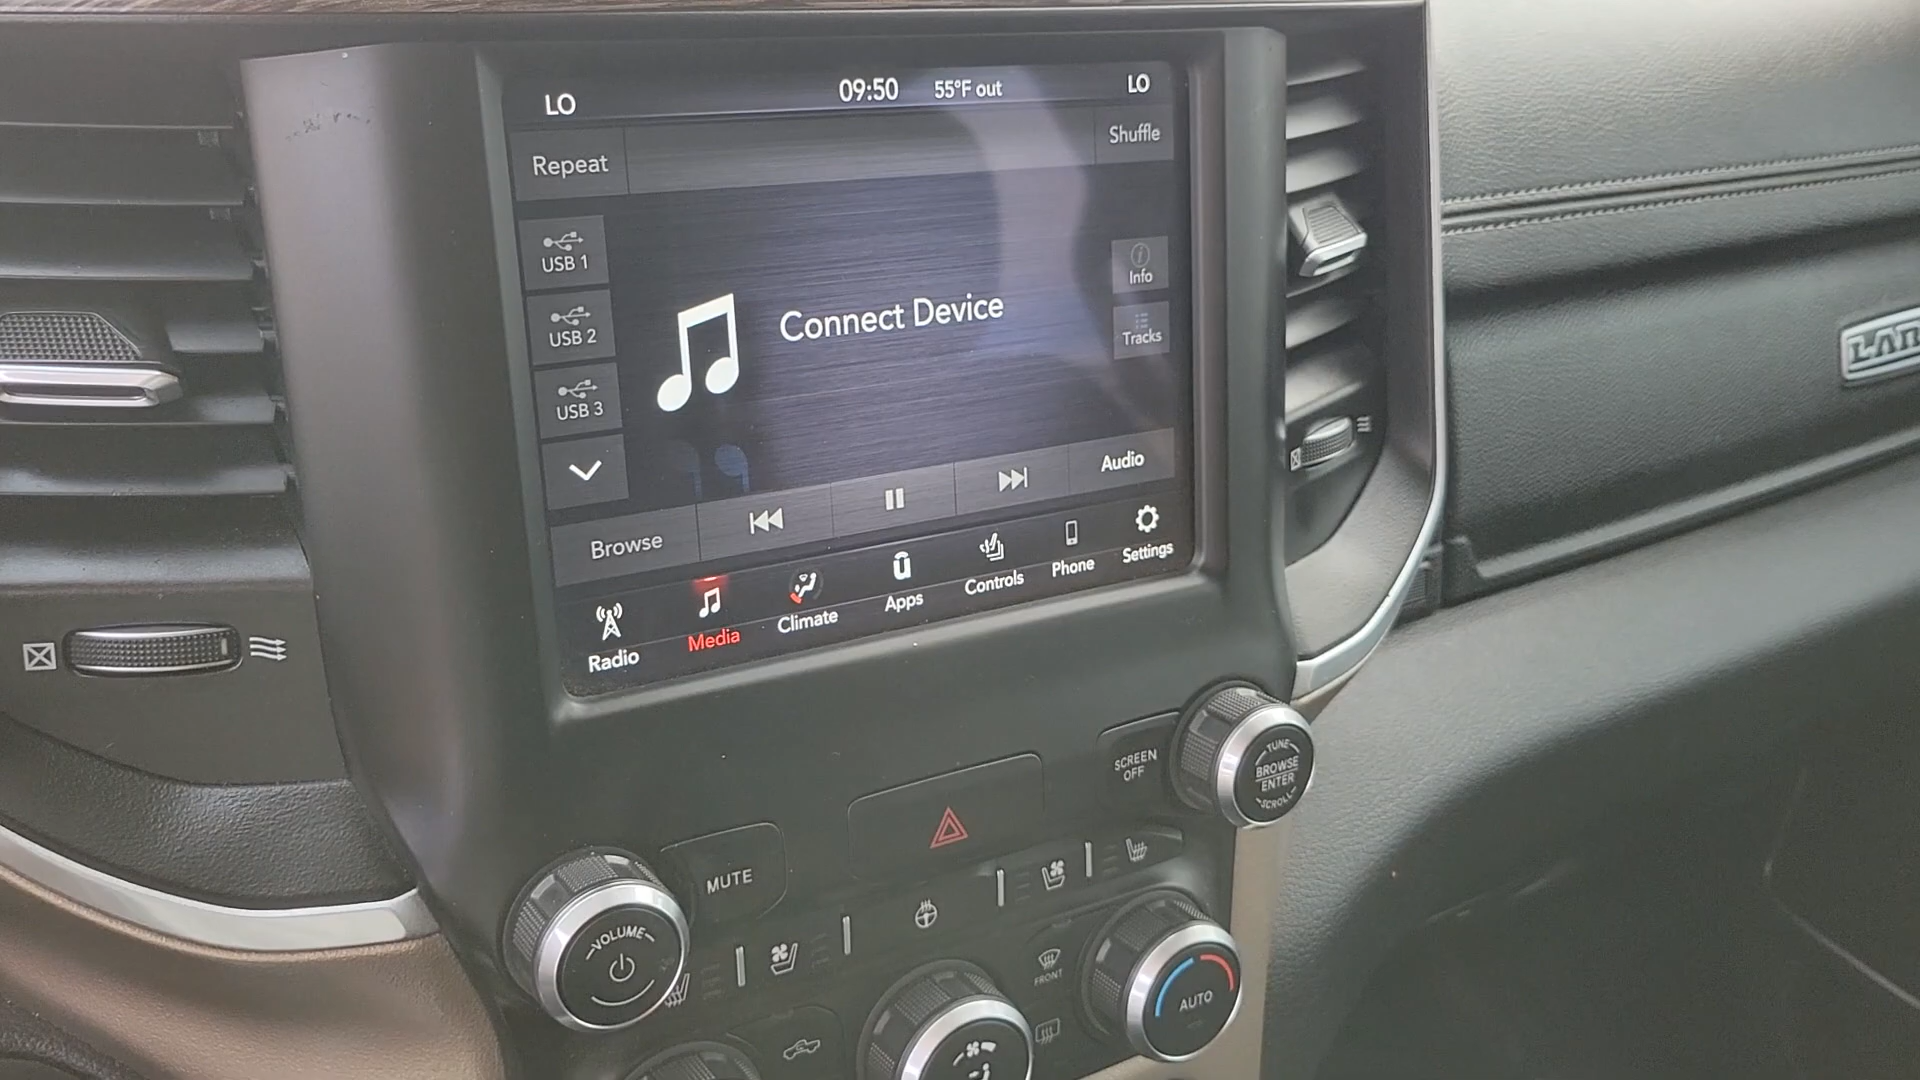 LO
09:50
55°F out
LO
Repeat
Shuffle
USB 1
USB 2
USB 3
Connect Device
Info
Tracks
Browse
Audio
Radio
Media
Climate
Apps
Controls
Phone
Settings
SCREEN
OFF
TUNE
BROWSE
ENTER
SCROLL
MUTE
VOLUME
FRONT
AUTO